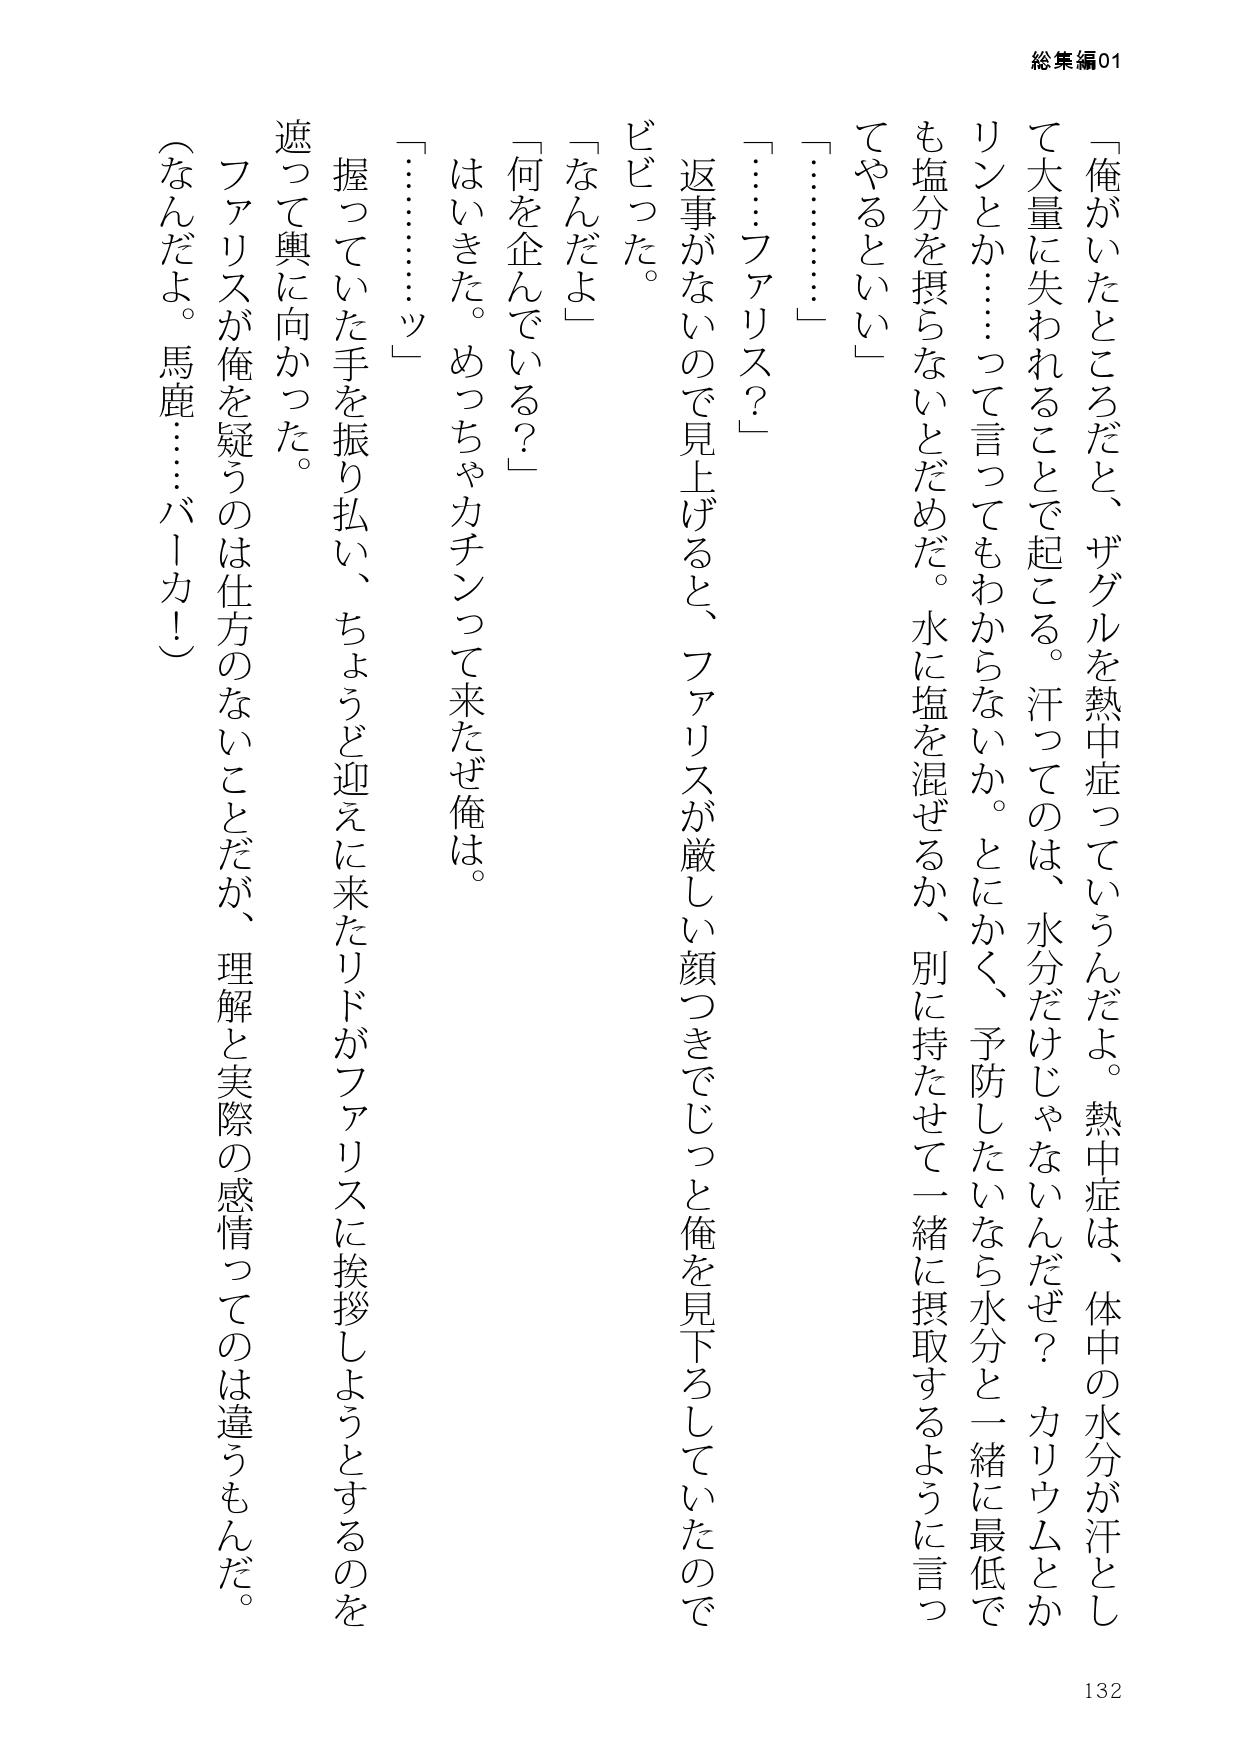 総集編01
「俺がいたところだと、ザグルを熱中症っていうんだよ。熱中症は、体中の水分が汗とし
て大量に失われることで起こる。汗ってのは、水分だけじゃないんだぜ？　カリウムとか
リンとか……って言ってもわからないか。とにかく、予防したいなら水分と一緒に最低で
も塩分を摂らないとだめだ。水に塩を混ぜるか、別に持たせて一緒に摂取するように言っ
てやるといい」
「…………」
「……ファリス？」
　返事がないので見上げると、ファリスが厳しい顔つきでじっと俺を見下ろしていたので
ビビった。
「なんだよ」
「何を企んでいる？」
　はいきた。めっちゃカチンって来たぜ俺は。
「…………ッ」
　握っていた手を振り払い、ちょうど迎えに来たリドがファリスに挨拶しようとするのを
遮って輿に向かった。
　ファリスが俺を疑うのは仕方のないことだが、理解と実際の感情ってのは違うもんだ。
（なんだよ。馬鹿……バーカ！）
132